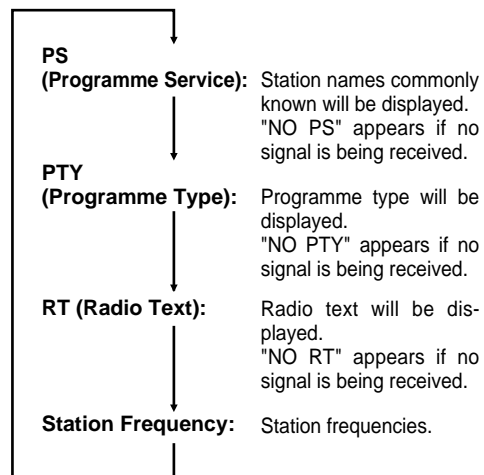 PS
(Programme Service): Station names commonly
known will be displayed.
"NO PS" appears if no
signal is being received.
PTY
(Programme Type): Programme type will be
displayed.
"NO PTY" appears if no
signal is being received.
RT (Radio Text): Radio text will be dis-
played.
"NO RT" appears if no
signal is being received.
Station Frequency: Station frequencies.